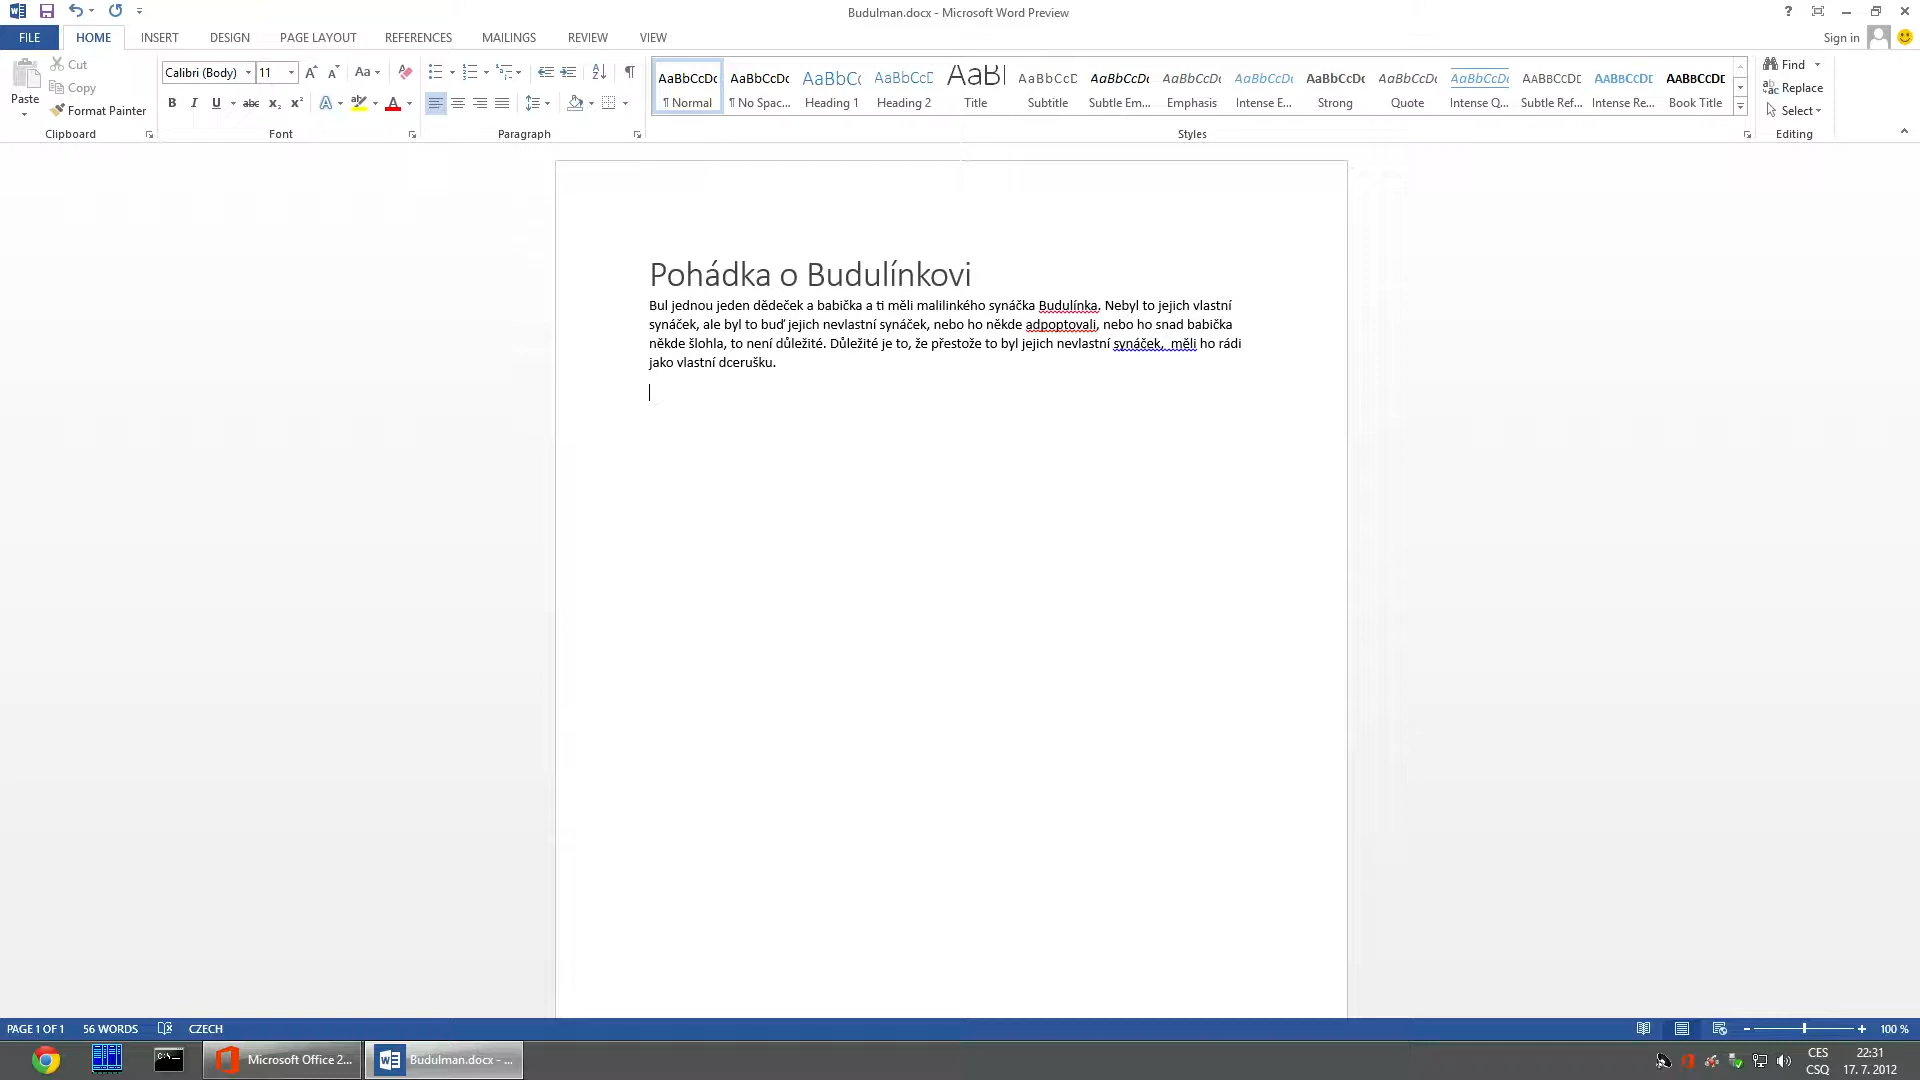 Budulman.docx - Microsoft Word Preview
FILE HOME INSERT DESIGN PAGE LAYOUT REFERENCES MAILINGS REVIEW VIEW Sign in
Paste Cut Copy Format Painter
Clipboard
Calibri (Body) 11
Font
Paragraph
AaBbCcDc AaBbCcDc AaBbCc AaBbCcD AaBl AaBbCcD AaBbCcDc AaBbCcDc AaBbCcDc AaBbCcDc AaBbCcDc AaBbCcDc AABBCCDE AABBCCDE AABBCCDE
¶ Normal ¶ No Spac... Heading 1 Heading 2 Title Subtitle Subtle Em... Emphasis Intense E... Strong Quote Intense Q... Subtle Ref... Intense Re... Book Title
Styles
Find
Replace
Select
Editing
Pohádka o Budulínkovi
Bul jednou jeden dědeček a babička a ti měli malilinkého synáčka Budulínka. Nebyl to jejich vlastní
synáček, ale byl to buď jejich nevlastní synáček, nebo ho někde adpoptovali, nebo ho snad babička
někde šlohla, to není důležité. Důležité je to, že přestože to byl jejich nevlastní synáček,  měli ho rádi
jako vlastní dcerušku.
PAGE 1 OF 1 56 WORDS CZECH 100 %
Microsoft Office 2... Budulman.docx - ... CES 22:31
CSQ 17. 7. 2012